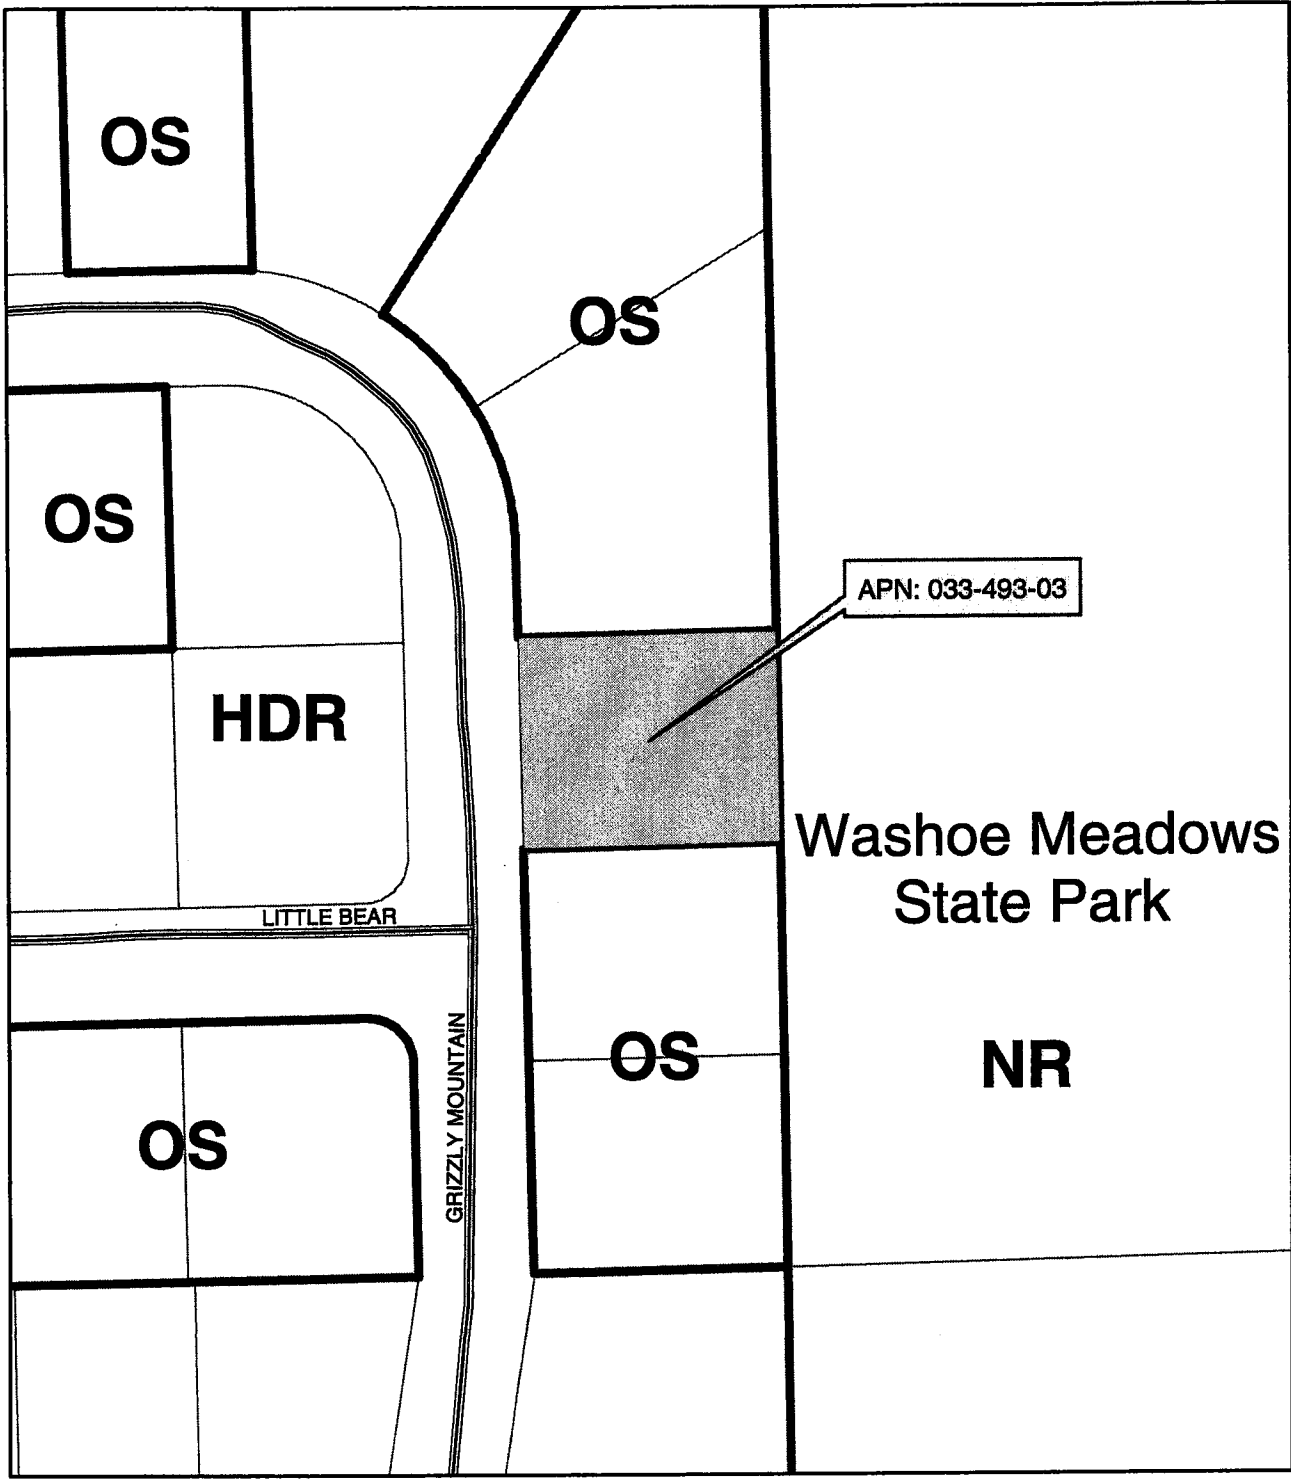 OS
OS
OS
APN: 033-493-03
HDR
Washoe Meadows
State Park
LITTLE BEAR
GRIZZLY MOUNTAIN
OS
NR
OS